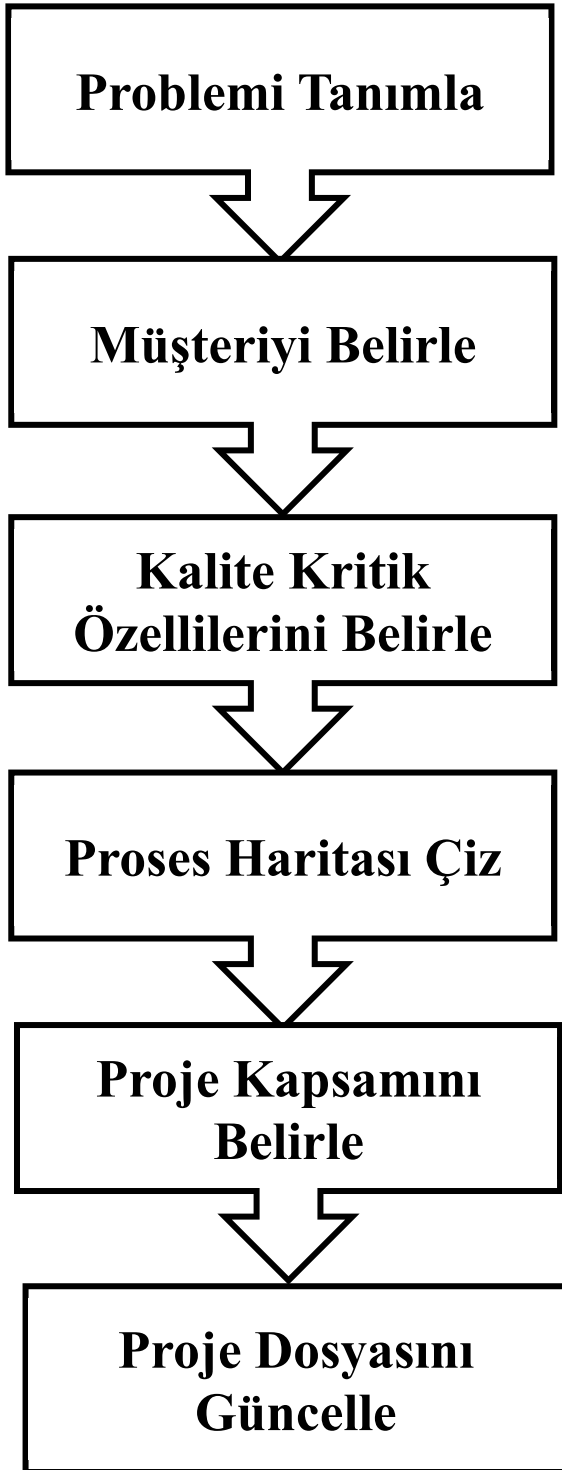 Problemi Tanımla
Müşteriyi Belirle
Kalite Kritik
Özellilerini Belirle
Proses Haritası Çiz
Proje Kapsamını
Belirle
Proje Dosyasını
Güncelle